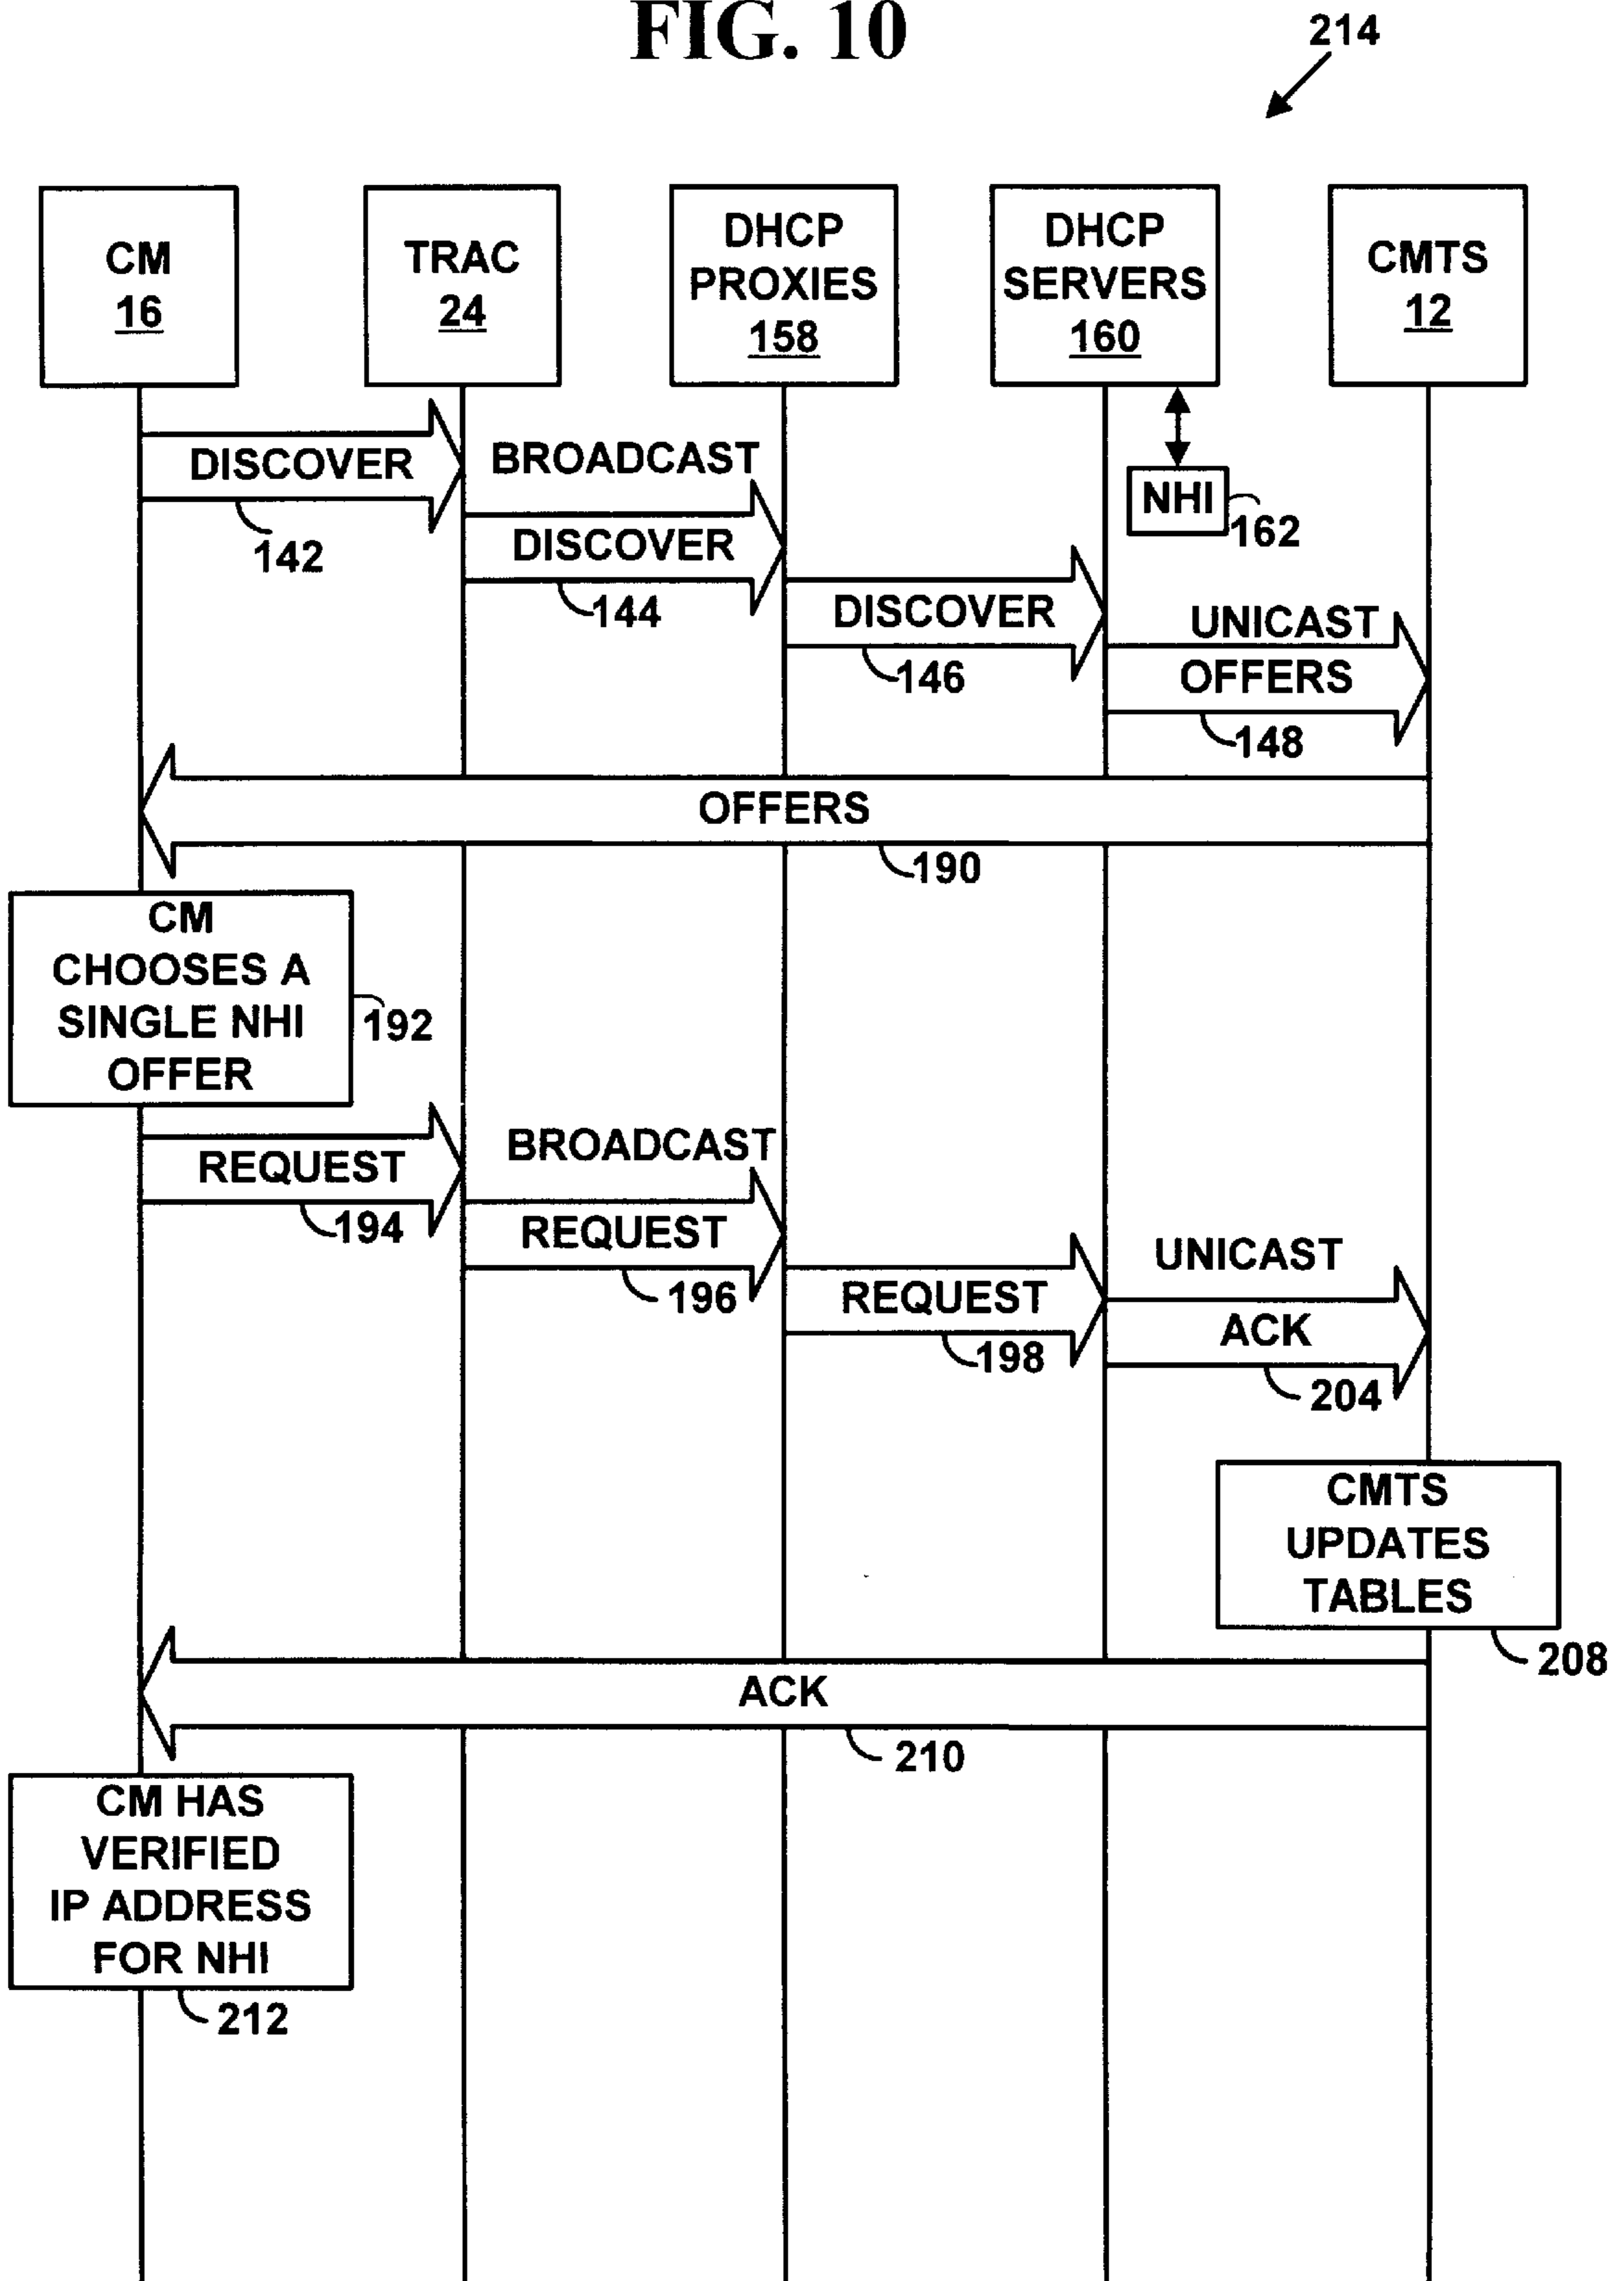 FIG. 10
214
CM
16
TRAC
24
DHCP
PROXIES
158
DHCP
SERVERS
160
CMTS
12
DISCOVER
142
BROADCAST
DISCOVER
144
NHI
162
DISCOVER
146
UNICAST
OFFERS
148
OFFERS
190
CM
CHOOSES A
SINGLE NHI
OFFER
192
REQUEST
194
BROADCAST
REQUEST
196
REQUEST
198
UNICAST
ACK
204
CMTS
UPDATES
TABLES
208
ACK
210
CM HAS
VERIFIED
IP ADDRESS
FOR NHI
212